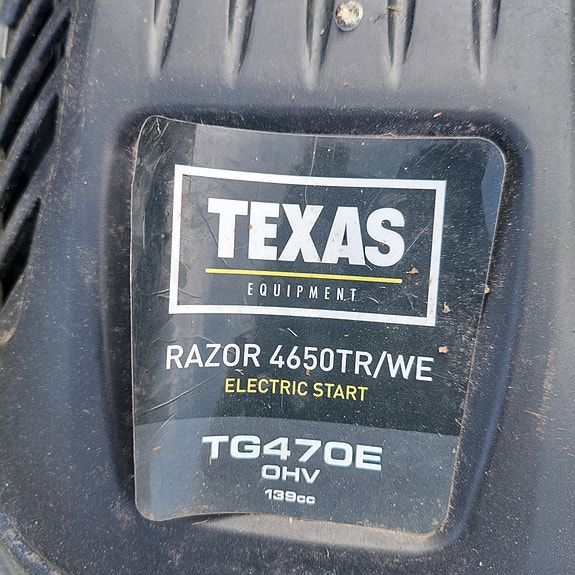 TEXAS
EQUIPMENT
RAZOR 4650TR/WE
ELECTRIC START
TG470E
OHV
139cc